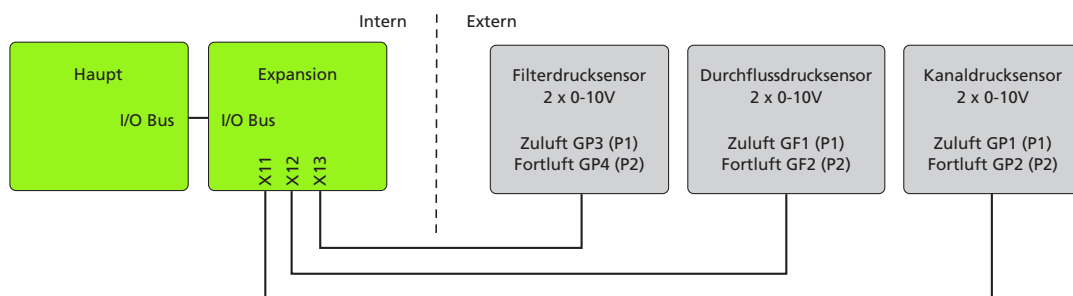 Intern
Extern
Haupt
I/O Bus
Expansion
I/O Bus
X11
X12
X13
Filterdrucksensor
2 x 0-10V
Zuluft GP3 (P1)
Fortluft GP4 (P2)
Durchflussdrucksensor
2 x 0-10V
Zuluft GF1 (P1)
Fortluft GF2 (P2)
Kanaldrucksensor
2 x 0-10V
Zuluft GP1 (P1)
Fortluft GP2 (P2)